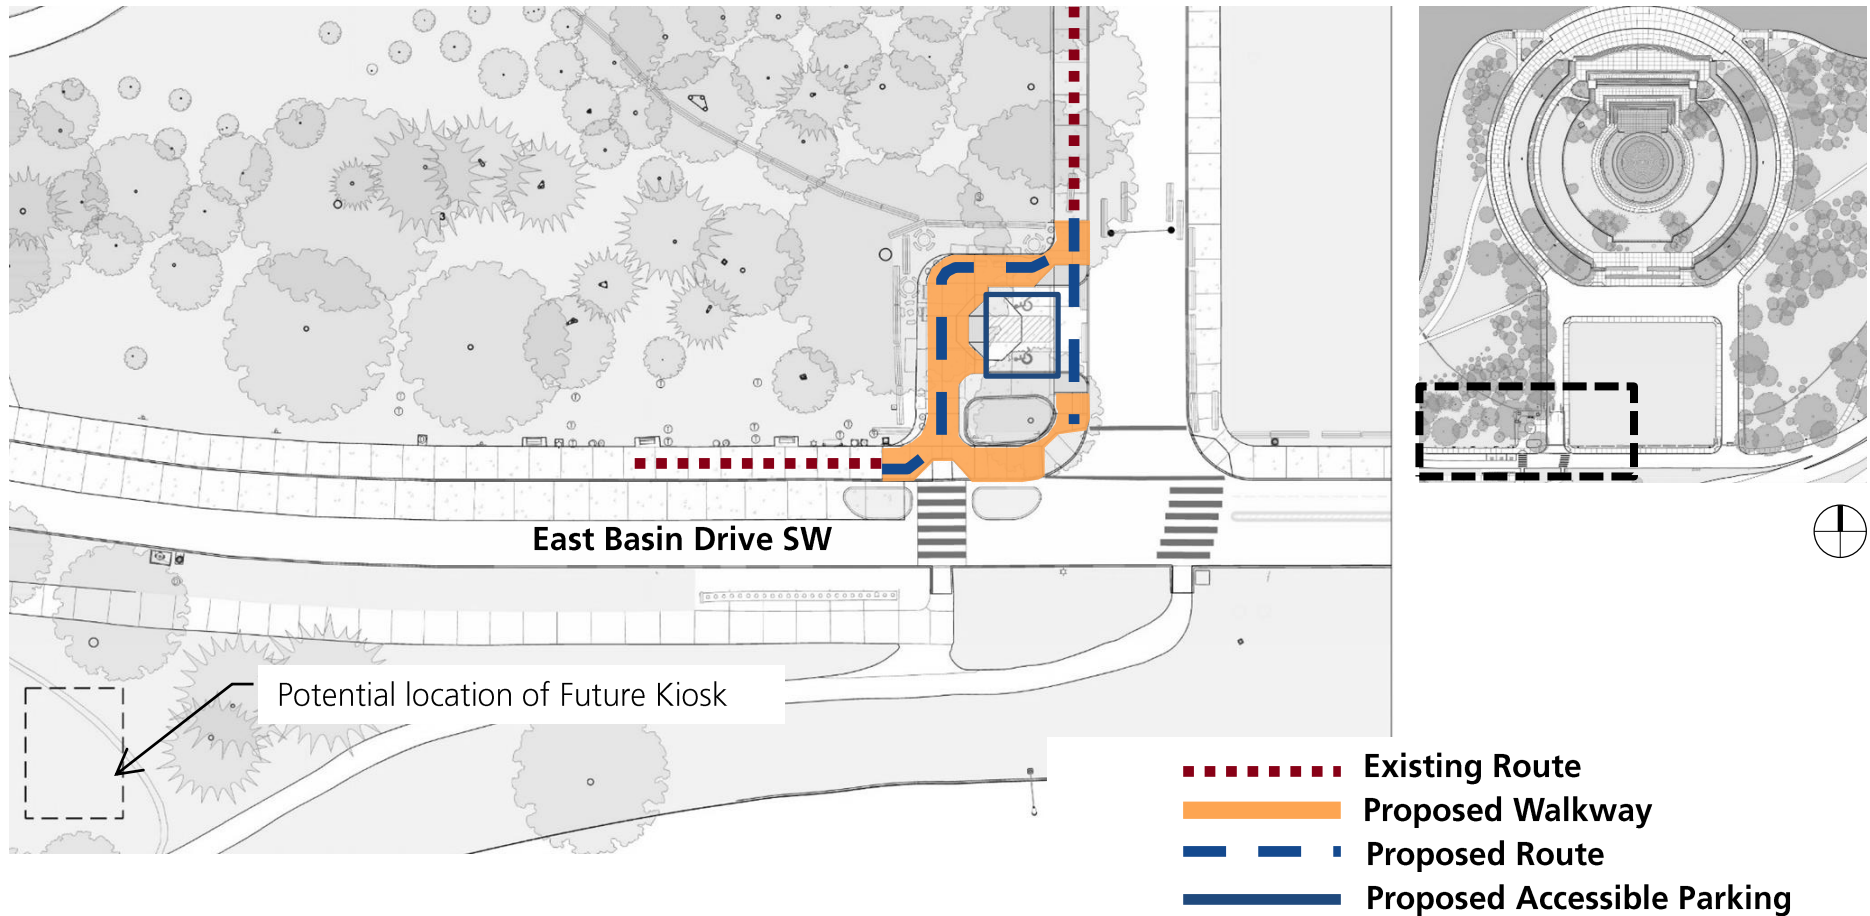 East Basin Drive SW
Potential location of Future Kiosk
Existing Route
Proposed Walkway
Proposed Route
Proposed Accessible Parking